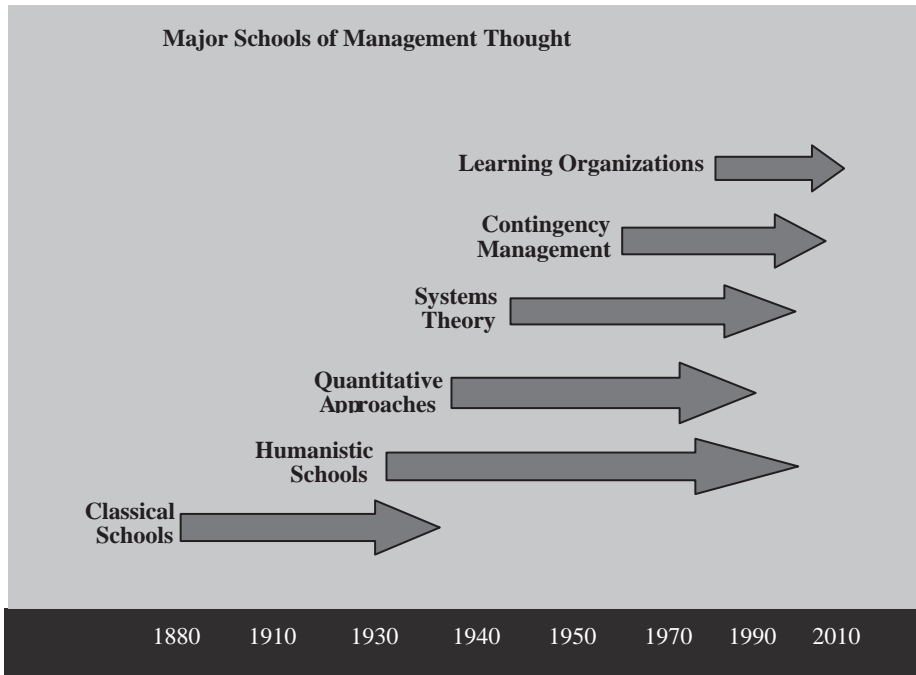 Major Schools of Management Thought
Learning Organizations
Contingency
Management
Systems
Theory
Quantitative
Approaches
Humanistic
Schools
Classical
Schools
1880 1910 1930 1940 1950 1970 1990 2010